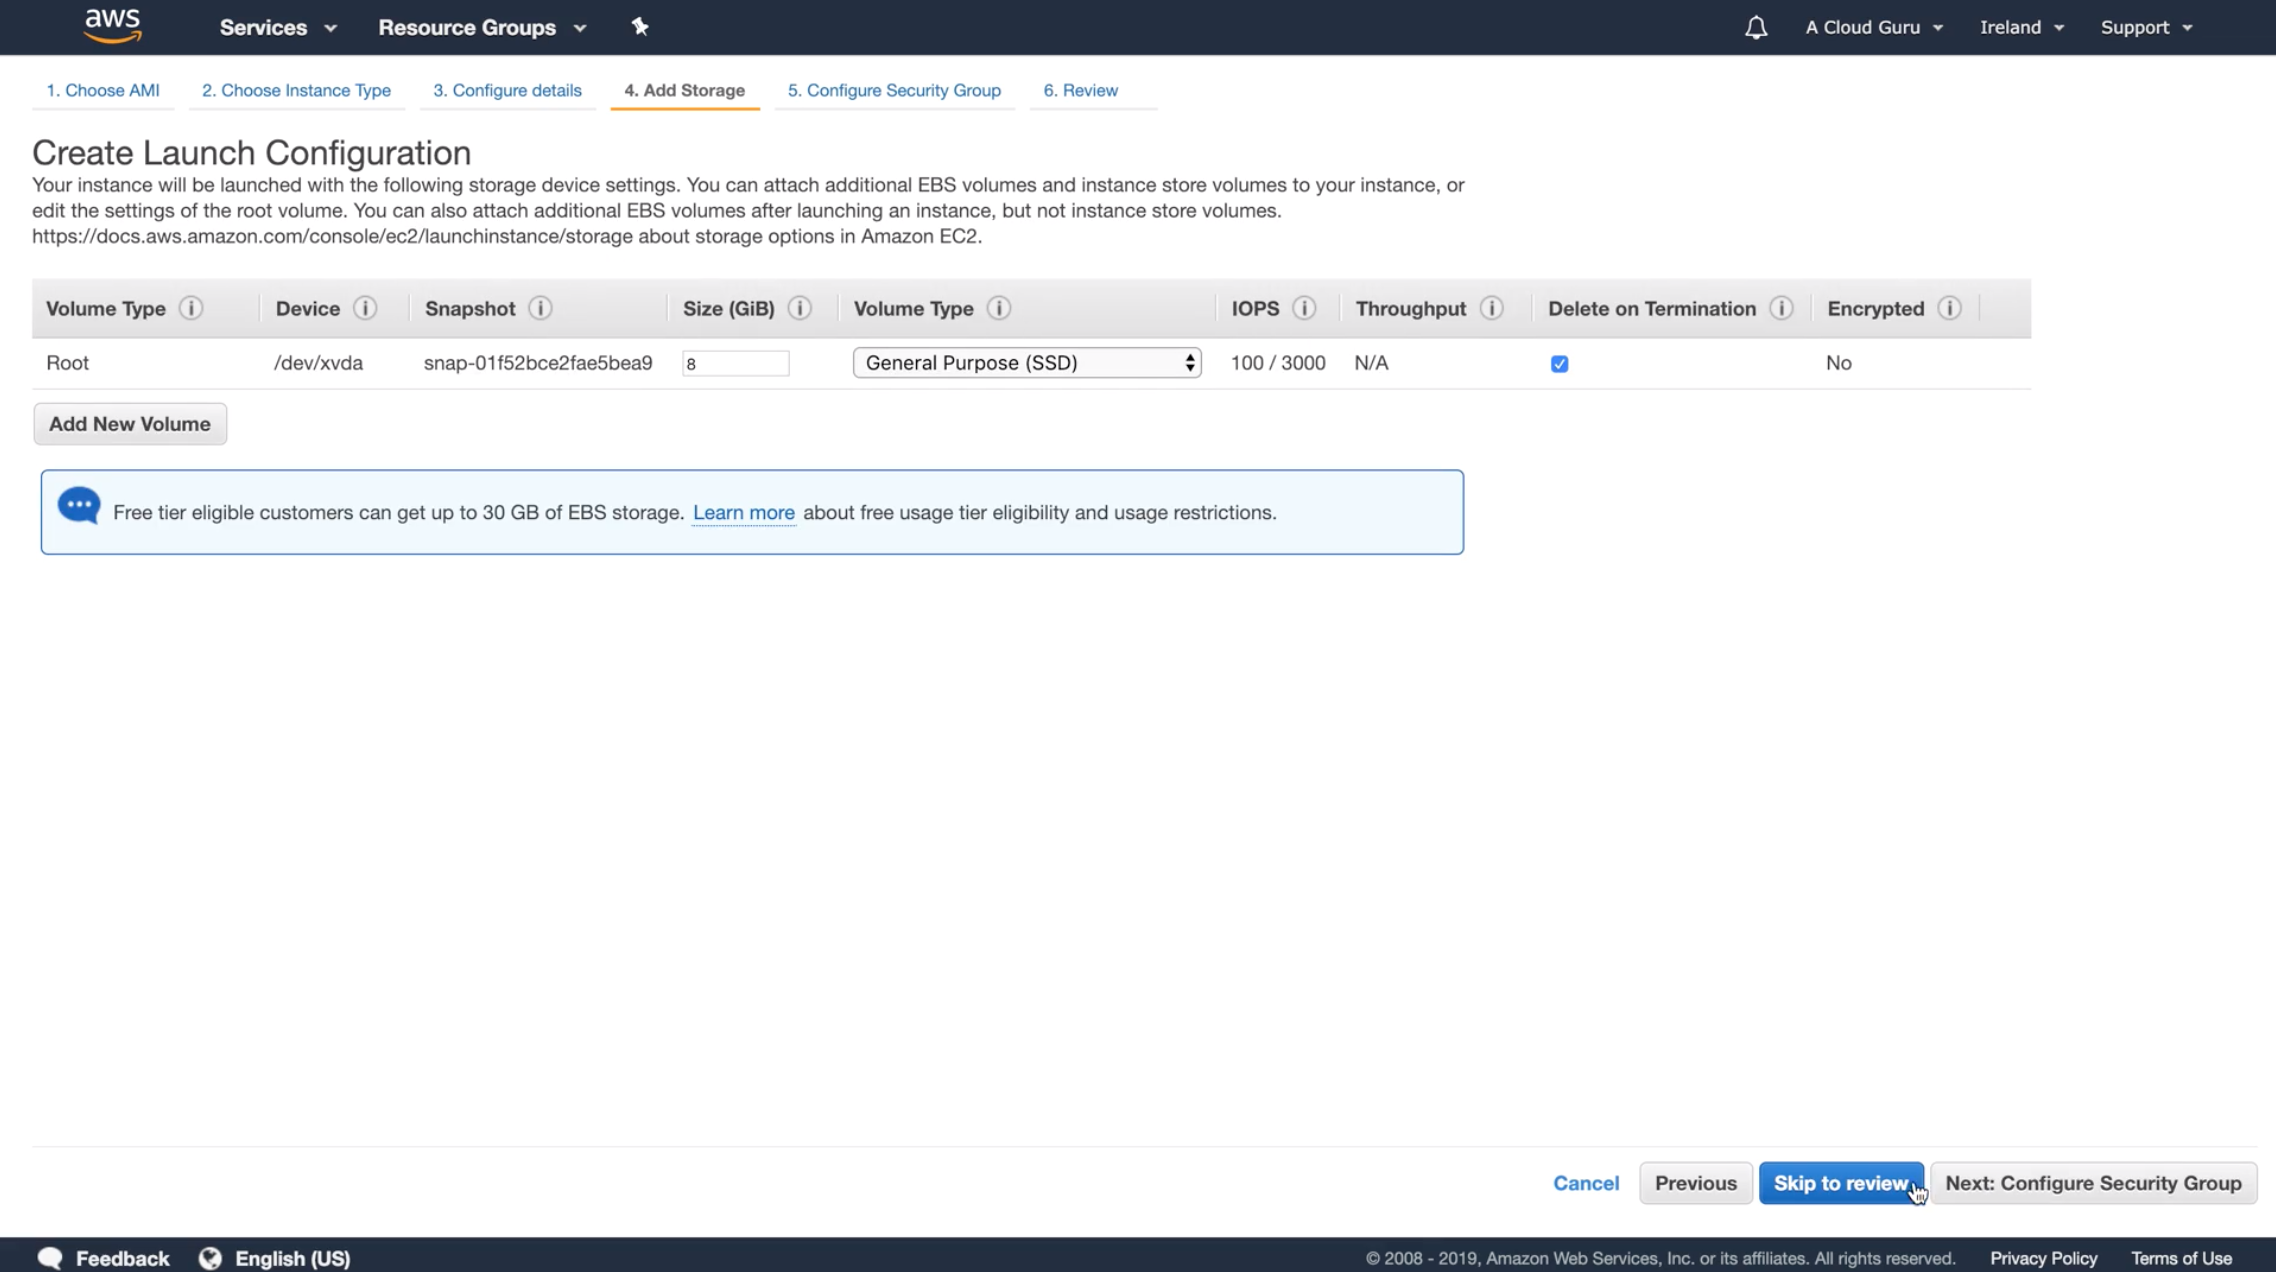 aws Services Resource Groups A Cloud Guru Ireland Support
1. Choose AMI 2. Choose Instance Type 3. Configure details 4. Add Storage 5. Configure Security Group 6. Review
Create Launch Configuration
Your instance will be launched with the following storage device settings. You can attach additional EBS volumes and instance store volumes to your instance, or
edit the settings of the root volume. You can also attach additional EBS volumes after launching an instance, but not instance store volumes.
https://docs.aws.amazon.com/console/ec2/launchinstance/storage about storage options in Amazon EC2.
Volume Type i Device i Snapshot i Size (GiB) i Volume Type i IOPS i Throughput i Delete on Termination i Encrypted i
Root /dev/xvda snap-01f52bce2fae5bea9 8 General Purpose (SSD) 100 / 3000 N/A No
Add New Volume
Free tier eligible customers can get up to 30 GB of EBS storage. Learn more about free usage tier eligibility and usage restrictions.
Cancel Previous Skip to review Next: Configure Security Group
Feedback English (US) © 2008 - 2019, Amazon Web Services, Inc. or its affiliates. All rights reserved. Privacy Policy Terms of Use